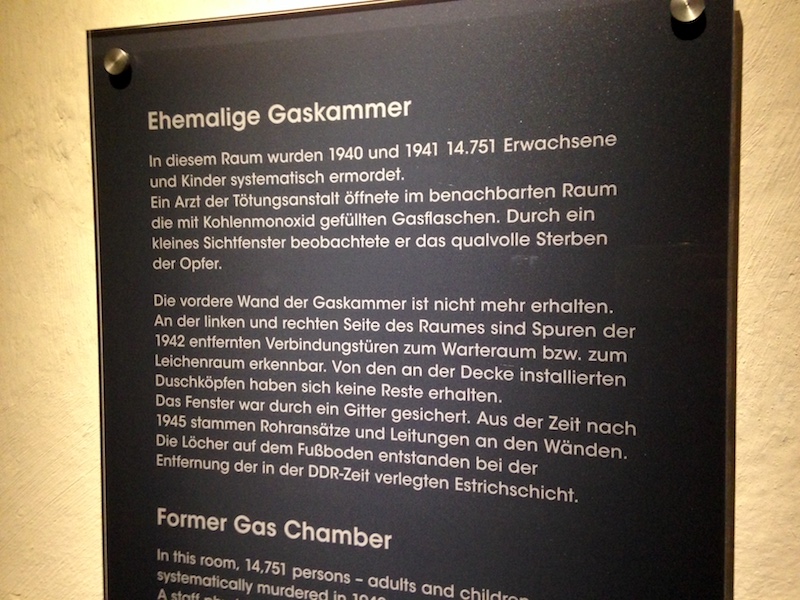 Ehemalige Gaskammer
In diesem Raum wurden 1940 und 1941 14.751 Erwachsene
und Kinder systematisch ermordet.
Ein Arzt der Tötungsanstalt öffnete im benachbarten Raum
die mit Kohlenmonoxid gefüllten Gasflaschen. Durch ein
kleines Sichtfenster beobachtete er das qualvolle Sterben
der Opfer.
Die vordere Wand der Gaskammer ist nicht mehr erhalten.
An der linken und rechten Seite des Raumes sind Spuren der
1942 entfernten Verbindungstüren zum Warteraum bzw. zum
Leichenraum erkennbar. Von den an der Decke installierten
Duschköpfen haben sich keine Reste erhalten.
Das Fenster war durch ein Gitter gesichert. Aus der Zeit nach
1945 stammen Rohransätze und Leitungen an den Wänden.
Die Löcher auf dem Fußboden entstanden bei der
Entfernung der in der DDR-Zeit verlegten Estrichschicht.
Former Gas Chamber
In this room, 14,751 persons – adults and children
systematically murdered in 1940
A staff